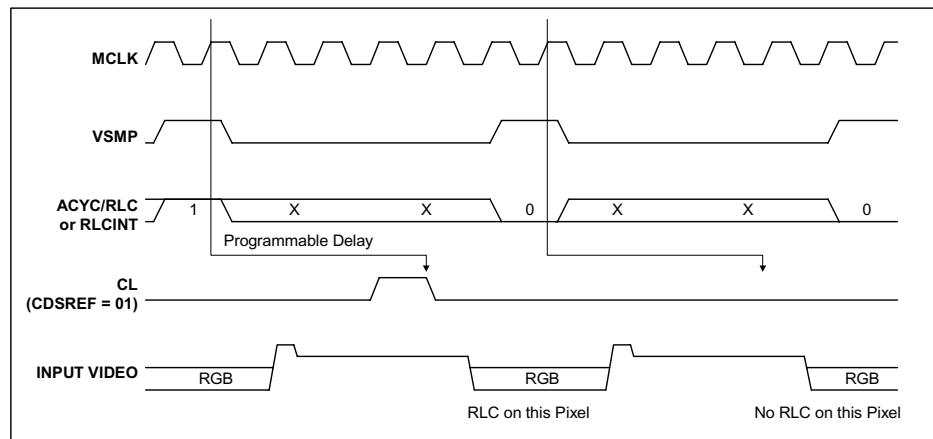 MCLK
VSMP
ACYC/RLC
or RLCINT
1 X X 0 X X 0
Programmable Delay
CL
(CDSREF = 01)
INPUT VIDEO
RGB RGB RGB
RLC on this Pixel No RLC on this Pixel